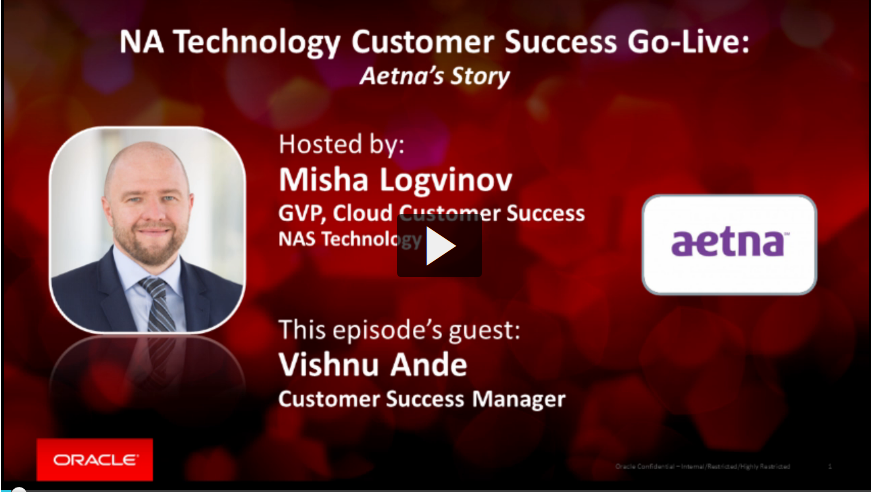 NA Technology Customer Success Go-Live:
Aetna's Story
Hosted by:
Misha Logvinov
GVP, Cloud Customer Success
NAS Technology
aetna™
This episode's guest:
Vishnu Ande
Customer Success Manager
ORACLE®
Oracle Confidential – Internal/Restricted/Highly Restricted
1